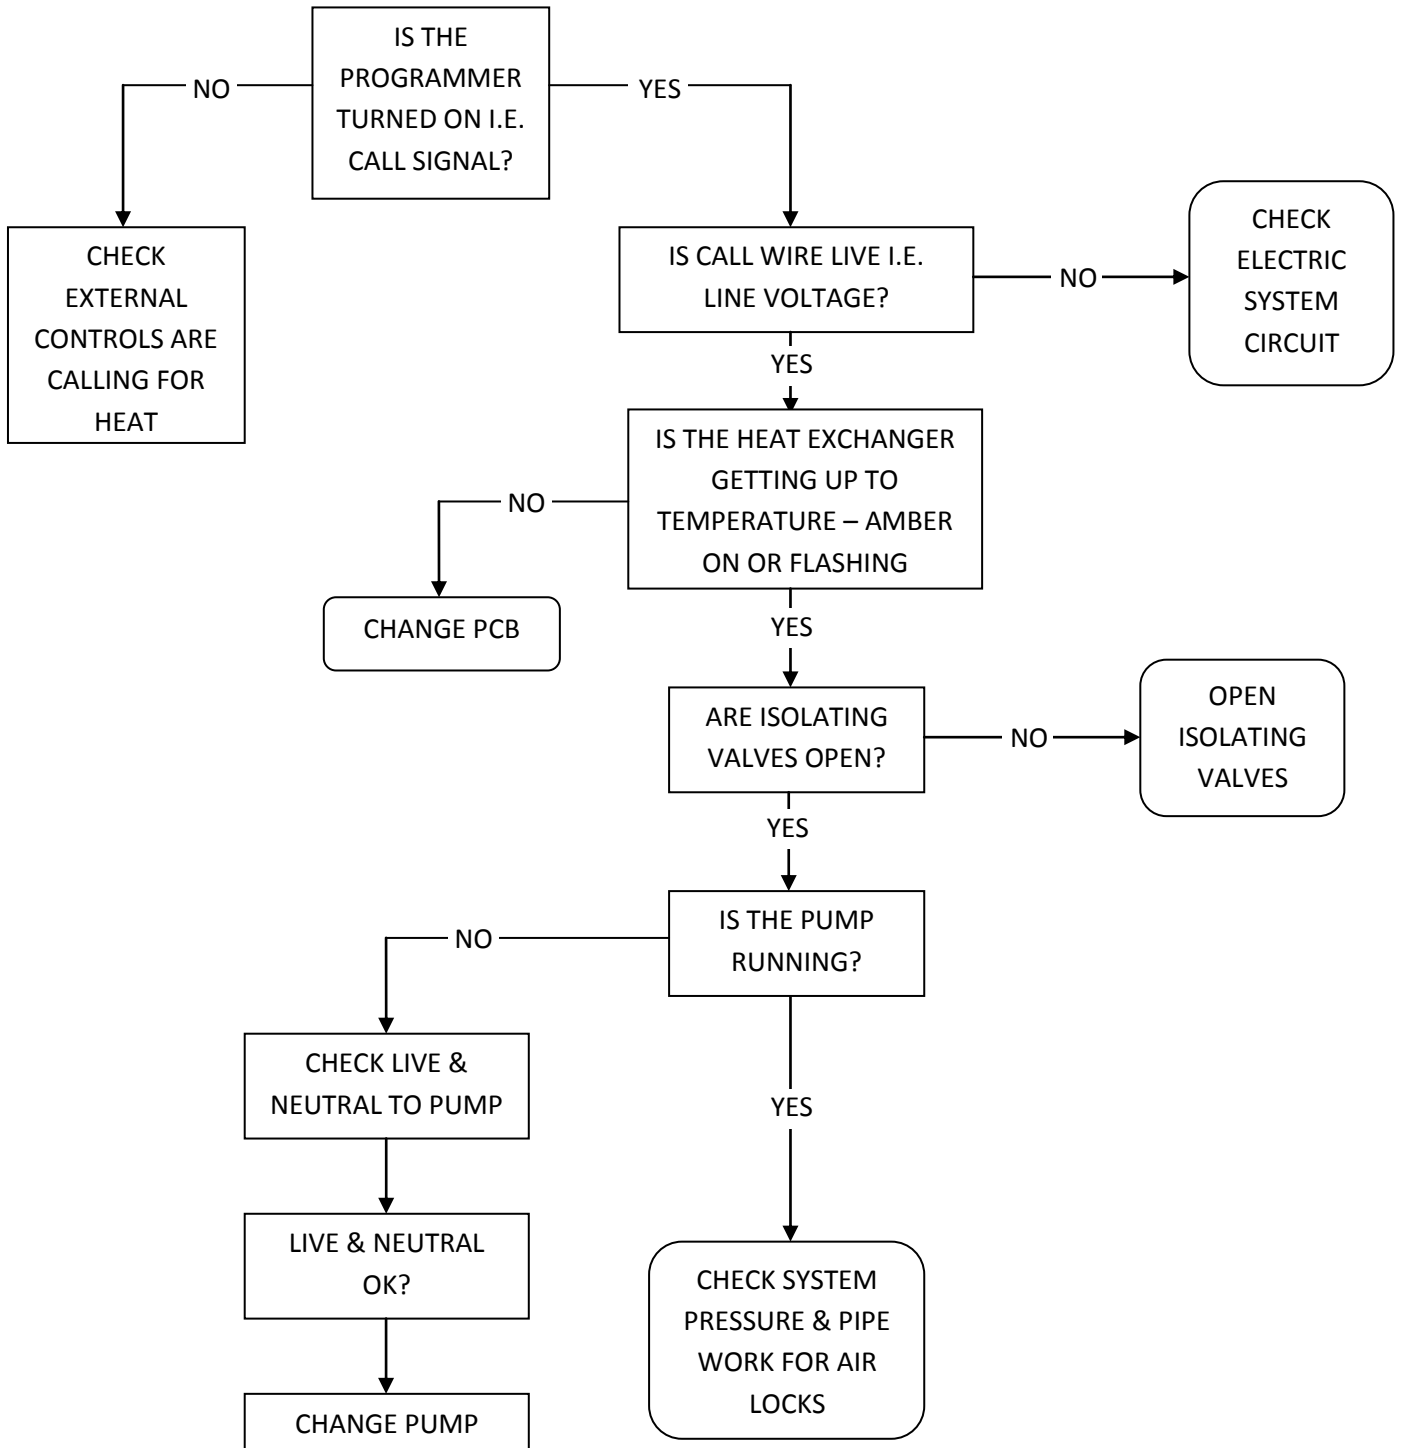 IS THE
PROGRAMMER
TURNED ON I.E.
CALL SIGNAL?
NO
YES
CHECK
EXTERNAL
CONTROLS ARE
CALLING FOR
HEAT
IS CALL WIRE LIVE I.E.
LINE VOLTAGE?
NO
CHECK
ELECTRIC
SYSTEM
CIRCUIT
YES
IS THE HEAT EXCHANGER
GETTING UP TO
TEMPERATURE – AMBER
ON OR FLASHING
NO
CHANGE PCB
YES
ARE ISOLATING
VALVES OPEN?
NO
OPEN
ISOLATING
VALVES
YES
IS THE PUMP
RUNNING?
NO
CHECK LIVE &
NEUTRAL TO PUMP
YES
LIVE & NEUTRAL
OK?
CHECK SYSTEM
PRESSURE & PIPE
WORK FOR AIR
LOCKS
CHANGE PUMP